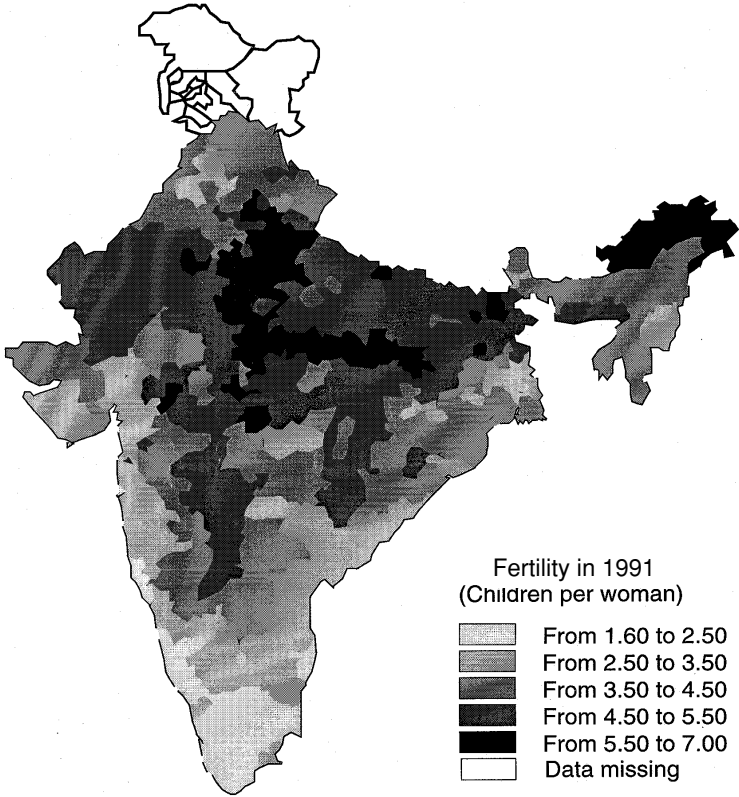 Fertility in 1991
(Children per woman)
From 1.60 to 2.50
From 2.50 to 3.50
From 3.50 to 4.50
From 4.50 to 5.50
From 5.50 to 7.00
Data missing